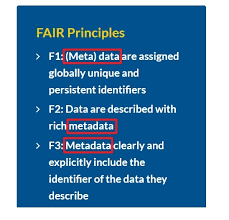 FAIR Principles
> F1: (Meta) data are assigned
globally unique and
persistent identifiers
> F2: Data are described with
rich metadata
> F3: Metadata clearly and
explicitly include the
identifier of the data they
describe